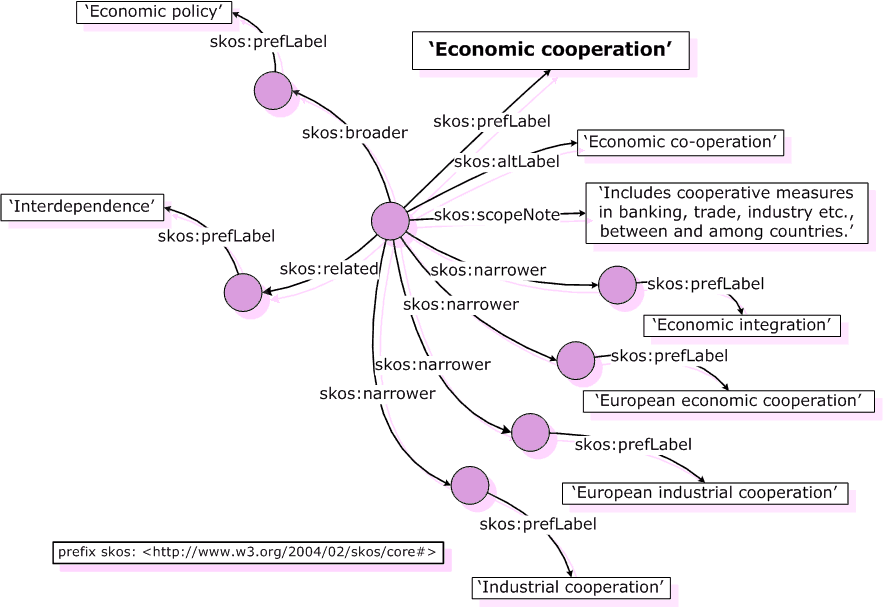 ‘Economic policy’
skos:prefLabel
‘Economic cooperation’
skos:prefLabel
skos:broader
‘Economic co-operation’
skos:altLabel
‘Includes cooperative measures
in banking, trade, industry etc.,
between and among countries.’
skos:scopeNote
‘Interdependence’
skos:prefLabel
skos:related
skos:narrower
skos:prefLabel
‘Economic integration’
skos:narrower
skos:prefLabel
‘European economic cooperation’
skos:narrower
skos:prefLabel
‘European industrial cooperation’
skos:narrower
skos:prefLabel
‘Industrial cooperation’
prefix skos: <http://www.w3.org/2004/02/skos/core#>